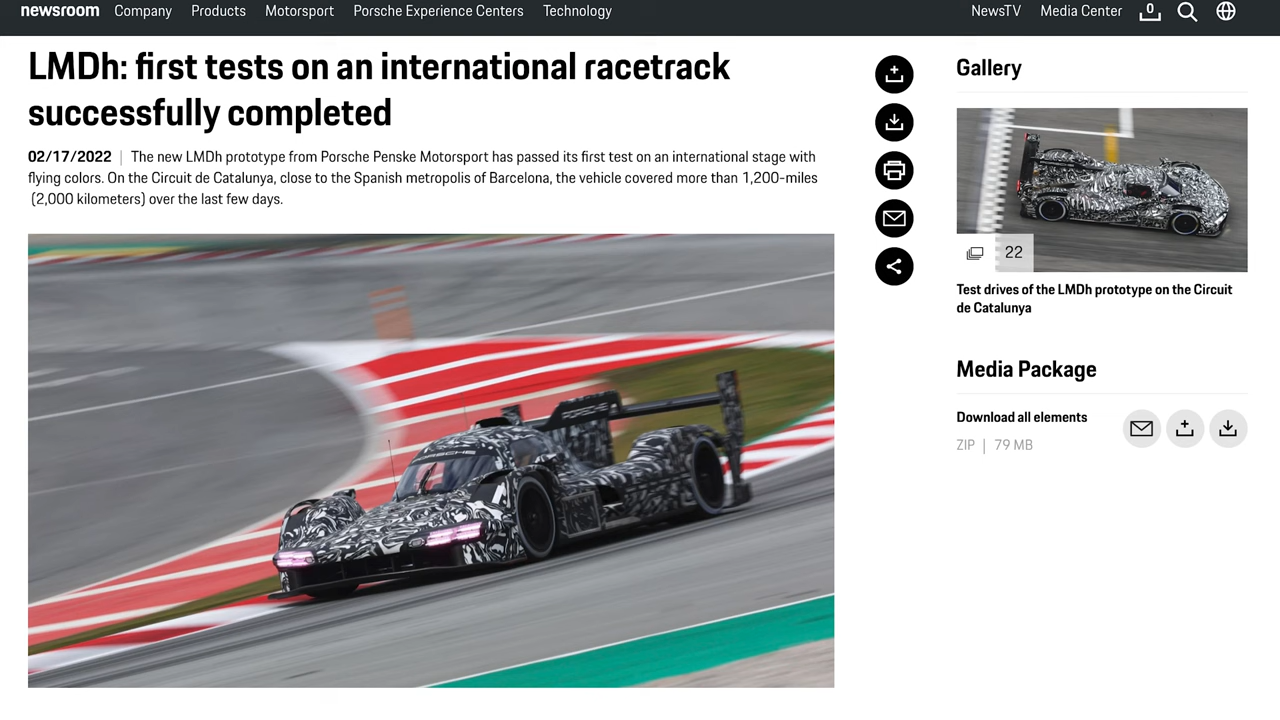 newsroom Company Products Motorsport Porsche Experience Centers Technology NewsTV Media Center 0
LMDh: first tests on an international racetrack
successfully completed
02/17/2022 | The new LMDh prototype from Porsche Penske Motorsport has passed its first test on an international stage with
flying colors. On the Circuit de Catalunya, close to the Spanish metropolis of Barcelona, the vehicle covered more than 1,200-miles
(2,000 kilometers) over the last few days.
PORSCHE
PORSCHE
Gallery
22
Test drives of the LMDh prototype on the Circuit
de Catalunya
Media Package
Download all elements
ZIP | 79 MB